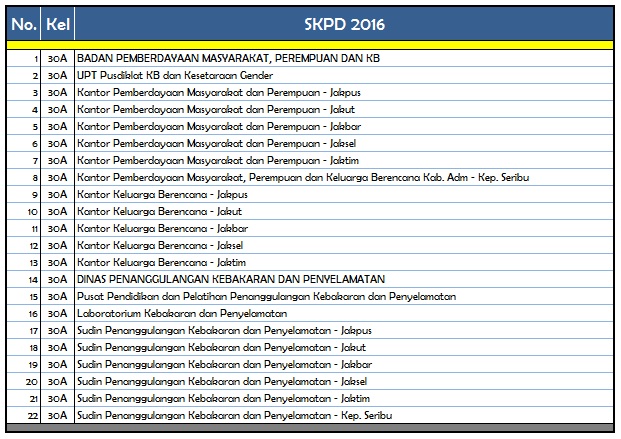 No. Kel SKPD 2016
1 30A BADAN PEMBERDAYAAN MASYARAKAT, PEREMPUAN DAN KB
2 30A UPT Pusdiklat KB dan Kesetaraan Gender
3 30A Kantor Pemberdayaan Masyarakat dan Perempuan - Jakpus
4 30A Kantor Pemberdayaan Masyarakat dan Perempuan - Jakut
5 30A Kantor Pemberdayaan Masyarakat dan Perempuan - Jakbar
6 30A Kantor Pemberdayaan Masyarakat dan Perempuan - Jaksel
7 30A Kantor Pemberdayaan Masyarakat dan Perempuan - Jaktim
8 30A Kantor Pemberdayaan Masyarakat, Perempuan dan Keluarga Berencana Kab. Adm - Kep. Seribu
9 30A Kantor Keluarga Berencana - Jakpus
10 30A Kantor Keluarga Berencana - Jakut
11 30A Kantor Keluarga Berencana - Jakbar
12 30A Kantor Keluarga Berencana - Jaksel
13 30A Kantor Keluarga Berencana - Jaktim
14 30A DINAS PENANGGULANGAN KEBAKARAN DAN PENYELAMATAN
15 30A Pusat Pendidikan dan Pelatihan Penanggulangan Kebakaran dan Penyelamatan
16 30A Laboratorium Kebakaran dan Penyelamatan
17 30A Sudin Penanggulangan Kebakaran dan Penyelamatan - Jakpus
18 30A Sudin Penanggulangan Kebakaran dan Penyelamatan - Jakut
19 30A Sudin Penanggulangan Kebakaran dan Penyelamatan - Jakbar
20 30A Sudin Penanggulangan Kebakaran dan Penyelamatan - Jaksel
21 30A Sudin Penanggulangan Kebakaran dan Penyelamatan - Jaktim
22 30A Sudin Penanggulangan Kebakaran dan Penyelamatan - Kep. Seribu